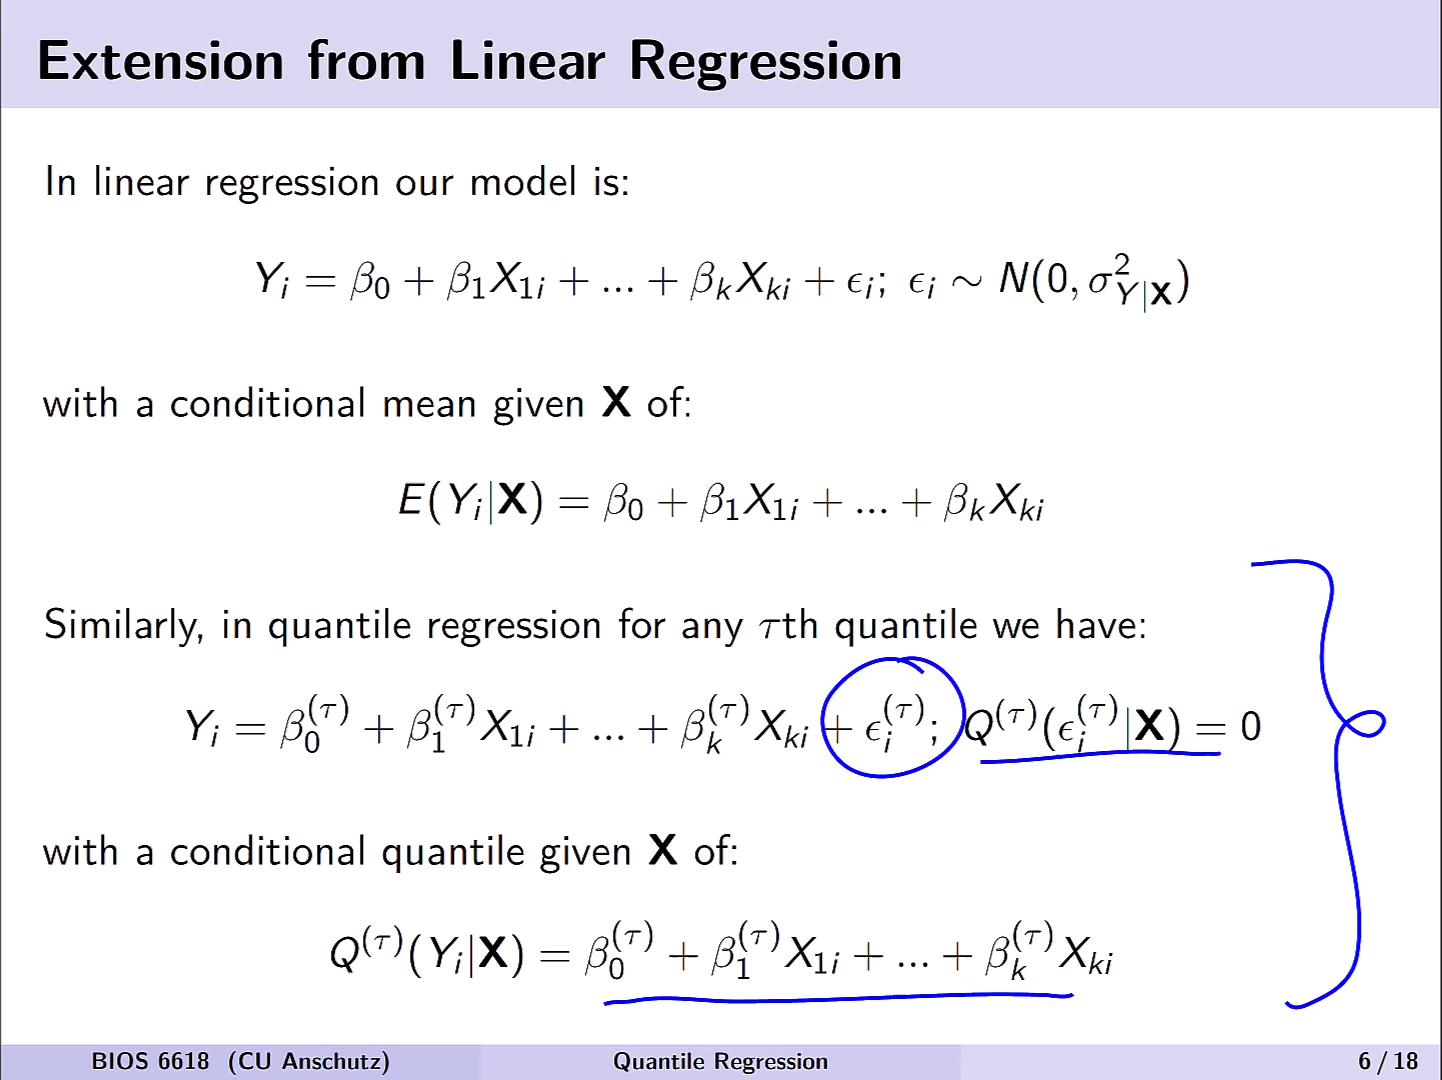 Extension from Linear Regression
In linear regression our model is:
Yᵢ = β₀ + β₁X₁ᵢ + ... + βₖXₖᵢ + ϵᵢ; ϵᵢ ∼ N(0, σ²_{Y|𝐗})
with a conditional mean given 𝐗 of:
E(Yᵢ|𝐗) = β₀ + β₁X₁ᵢ + ... + βₖXₖᵢ
Similarly, in quantile regression for any τth quantile we have:
Yᵢ = β₀^{(τ)} + β₁^{(τ)}X₁ᵢ + ... + βₖ^{(τ)}Xₖᵢ + ϵᵢ^{(τ)}; Q^{(τ)}(ϵᵢ^{(τ)}|𝐗) = 0
with a conditional quantile given 𝐗 of:
Q^{(τ)}(Yᵢ|𝐗) = β₀^{(τ)} + β₁^{(τ)}X₁ᵢ + ... + βₖ^{(τ)}Xₖᵢ
BIOS 6618 (CU Anschutz) Quantile Regression 6 / 18